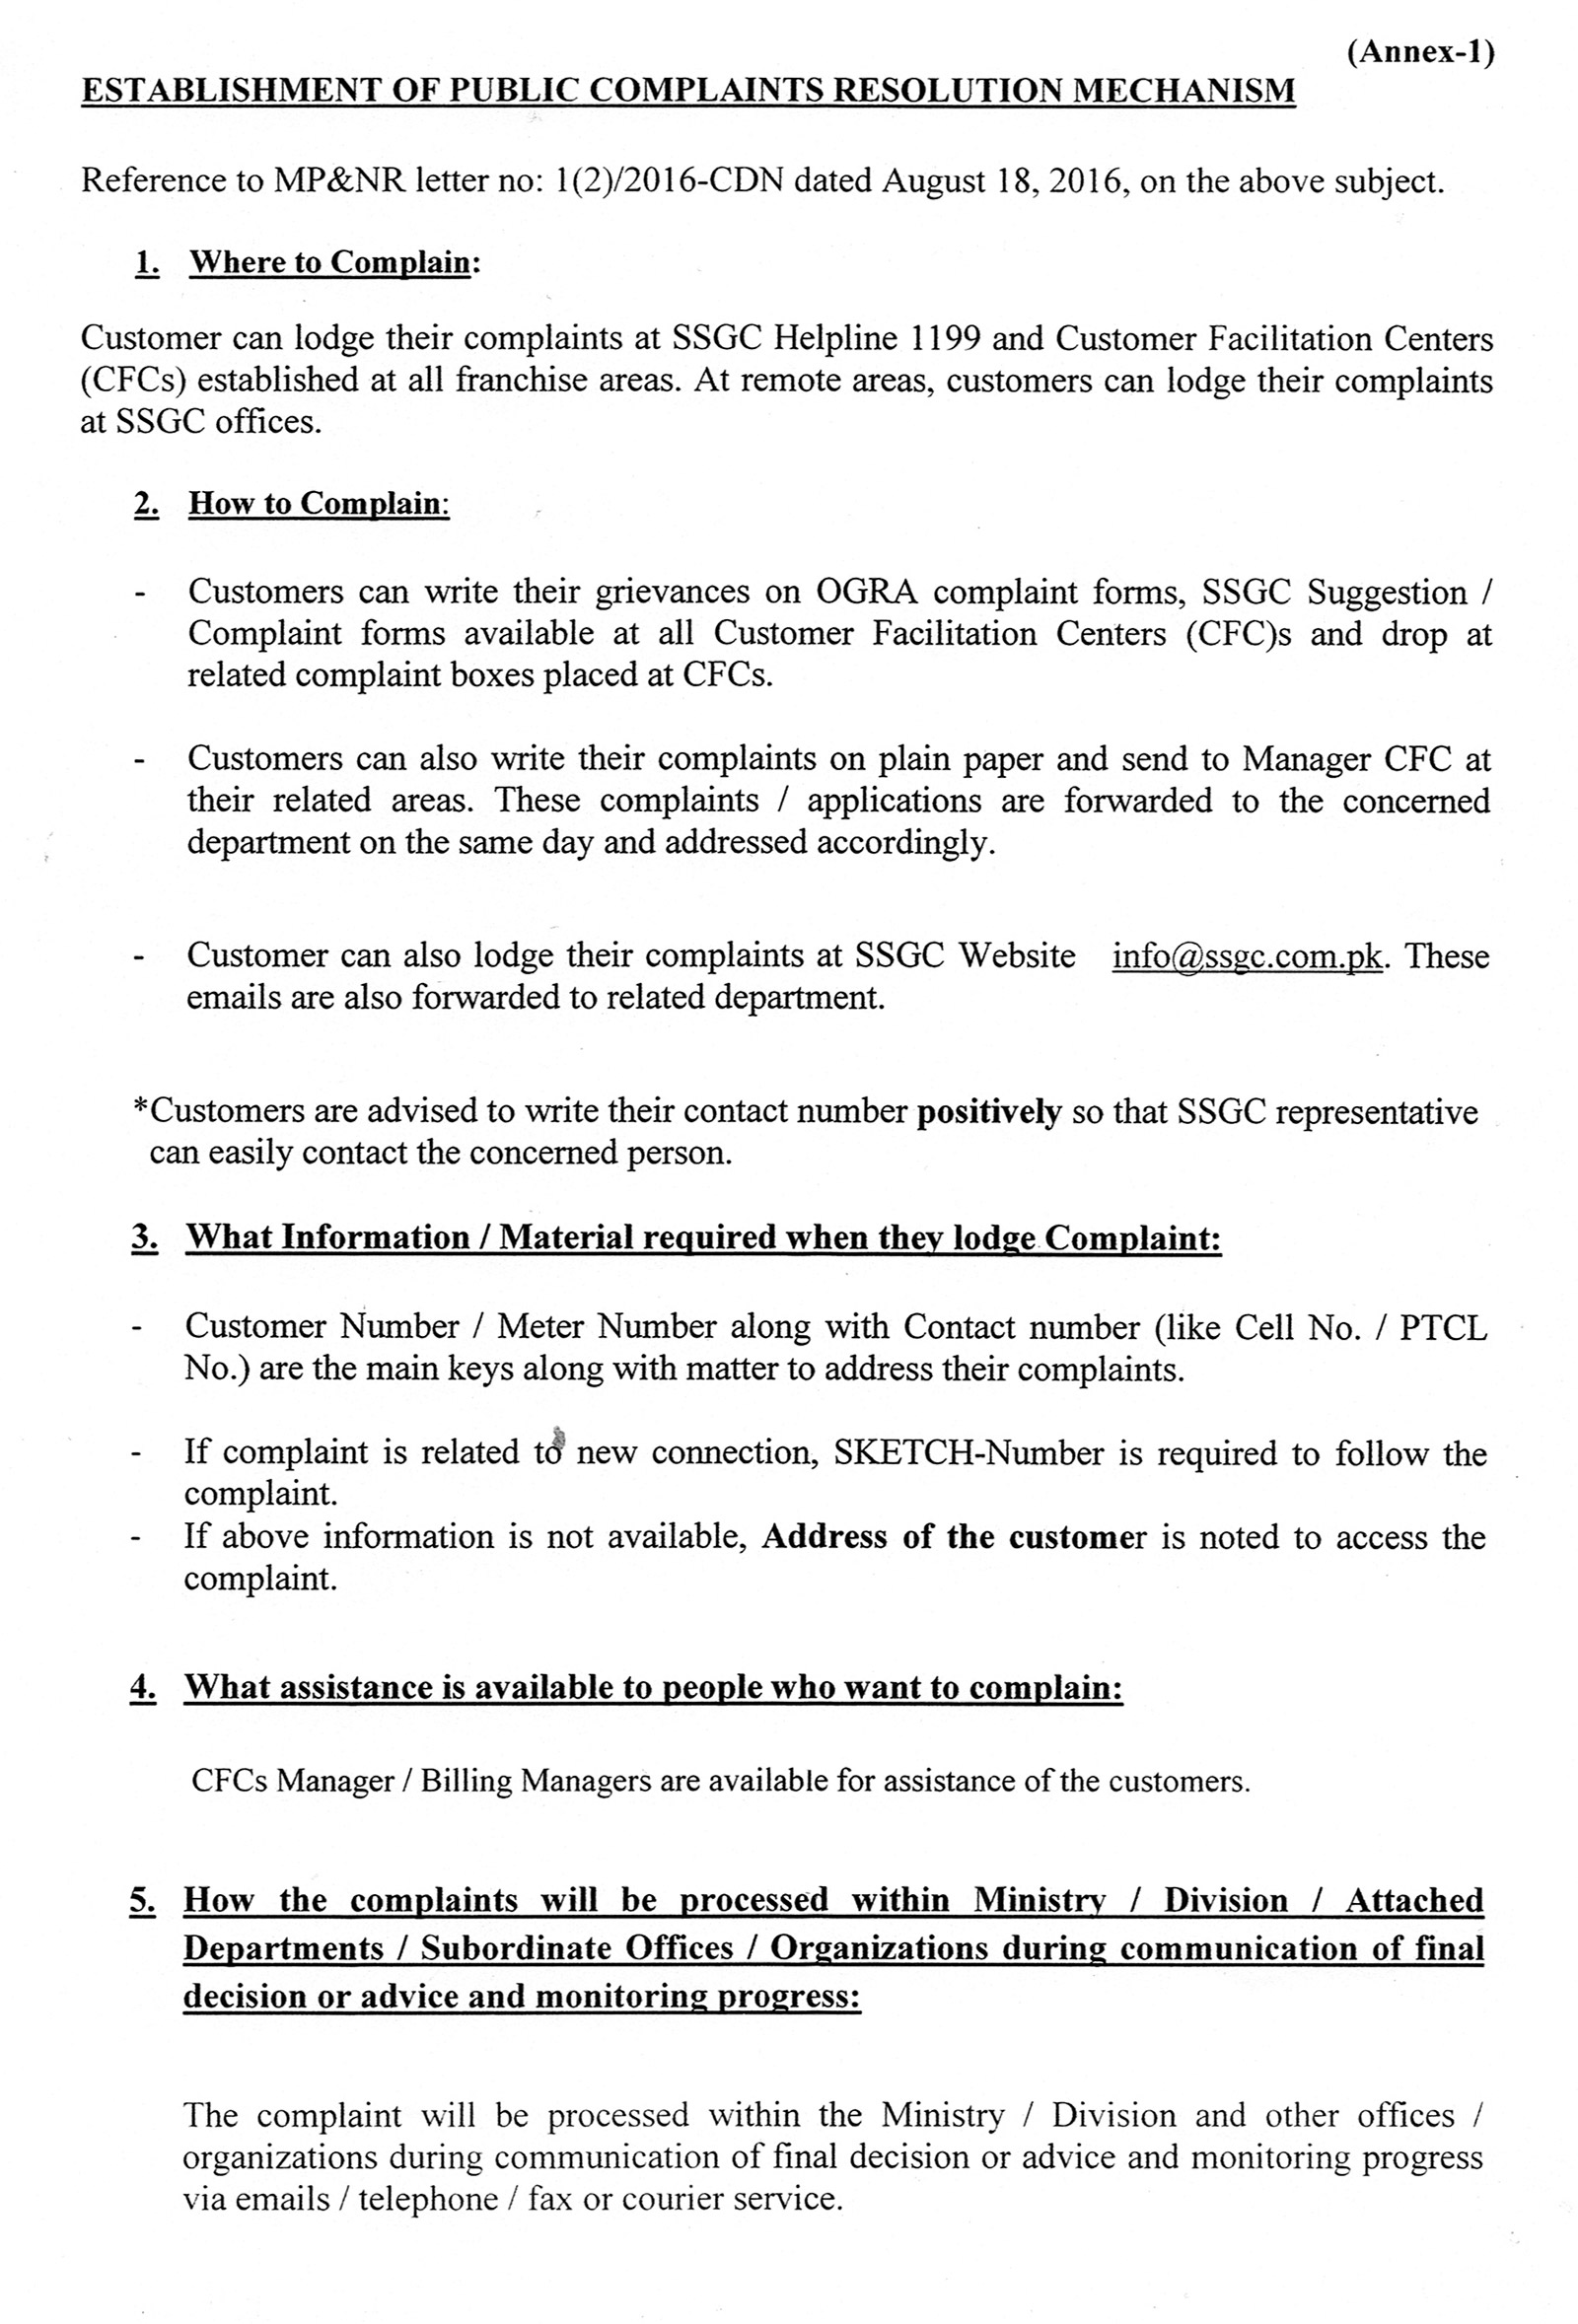 (Annex-1)
ESTABLISHMENT OF PUBLIC COMPLAINTS RESOLUTION MECHANISM
Reference to MP&NR letter no: 1(2)/2016-CDN dated August 18, 2016, on the above subject.
1. Where to Complain:
Customer can lodge their complaints at SSGC Helpline 1199 and Customer Facilitation Centers
(CFCs) established at all franchise areas. At remote areas, customers can lodge their complaints
at SSGC offices.
2. How to Complain:
- Customers can write their grievances on OGRA complaint forms, SSGC Suggestion /
Complaint forms available at all Customer Facilitation Centers (CFC)s and drop at
related complaint boxes placed at CFCs.
- Customers can also write their complaints on plain paper and send to Manager CFC at
their related areas. These complaints / applications are forwarded to the concerned
department on the same day and addressed accordingly.
- Customer can also lodge their complaints at SSGC Website info@ssgc.com.pk. These
emails are also forwarded to related department.
*Customers are advised to write their contact number positively so that SSGC representative
can easily contact the concerned person.
3. What Information / Material required when they lodge Complaint:
- Customer Number / Meter Number along with Contact number (like Cell No. / PTCL
No.) are the main keys along with matter to address their complaints.
- If complaint is related to new connection, SKETCH-Number is required to follow the
complaint.
- If above information is not available, Address of the customer is noted to access the
complaint.
4. What assistance is available to people who want to complain:
CFCs Manager / Billing Managers are available for assistance of the customers.
5. How the complaints will be processed within Ministry / Division / Attached
Departments / Subordinate Offices / Organizations during communication of final
decision or advice and monitoring progress:
The complaint will be processed within the Ministry / Division and other offices /
organizations during communication of final decision or advice and monitoring progress
via emails / telephone / fax or courier service.